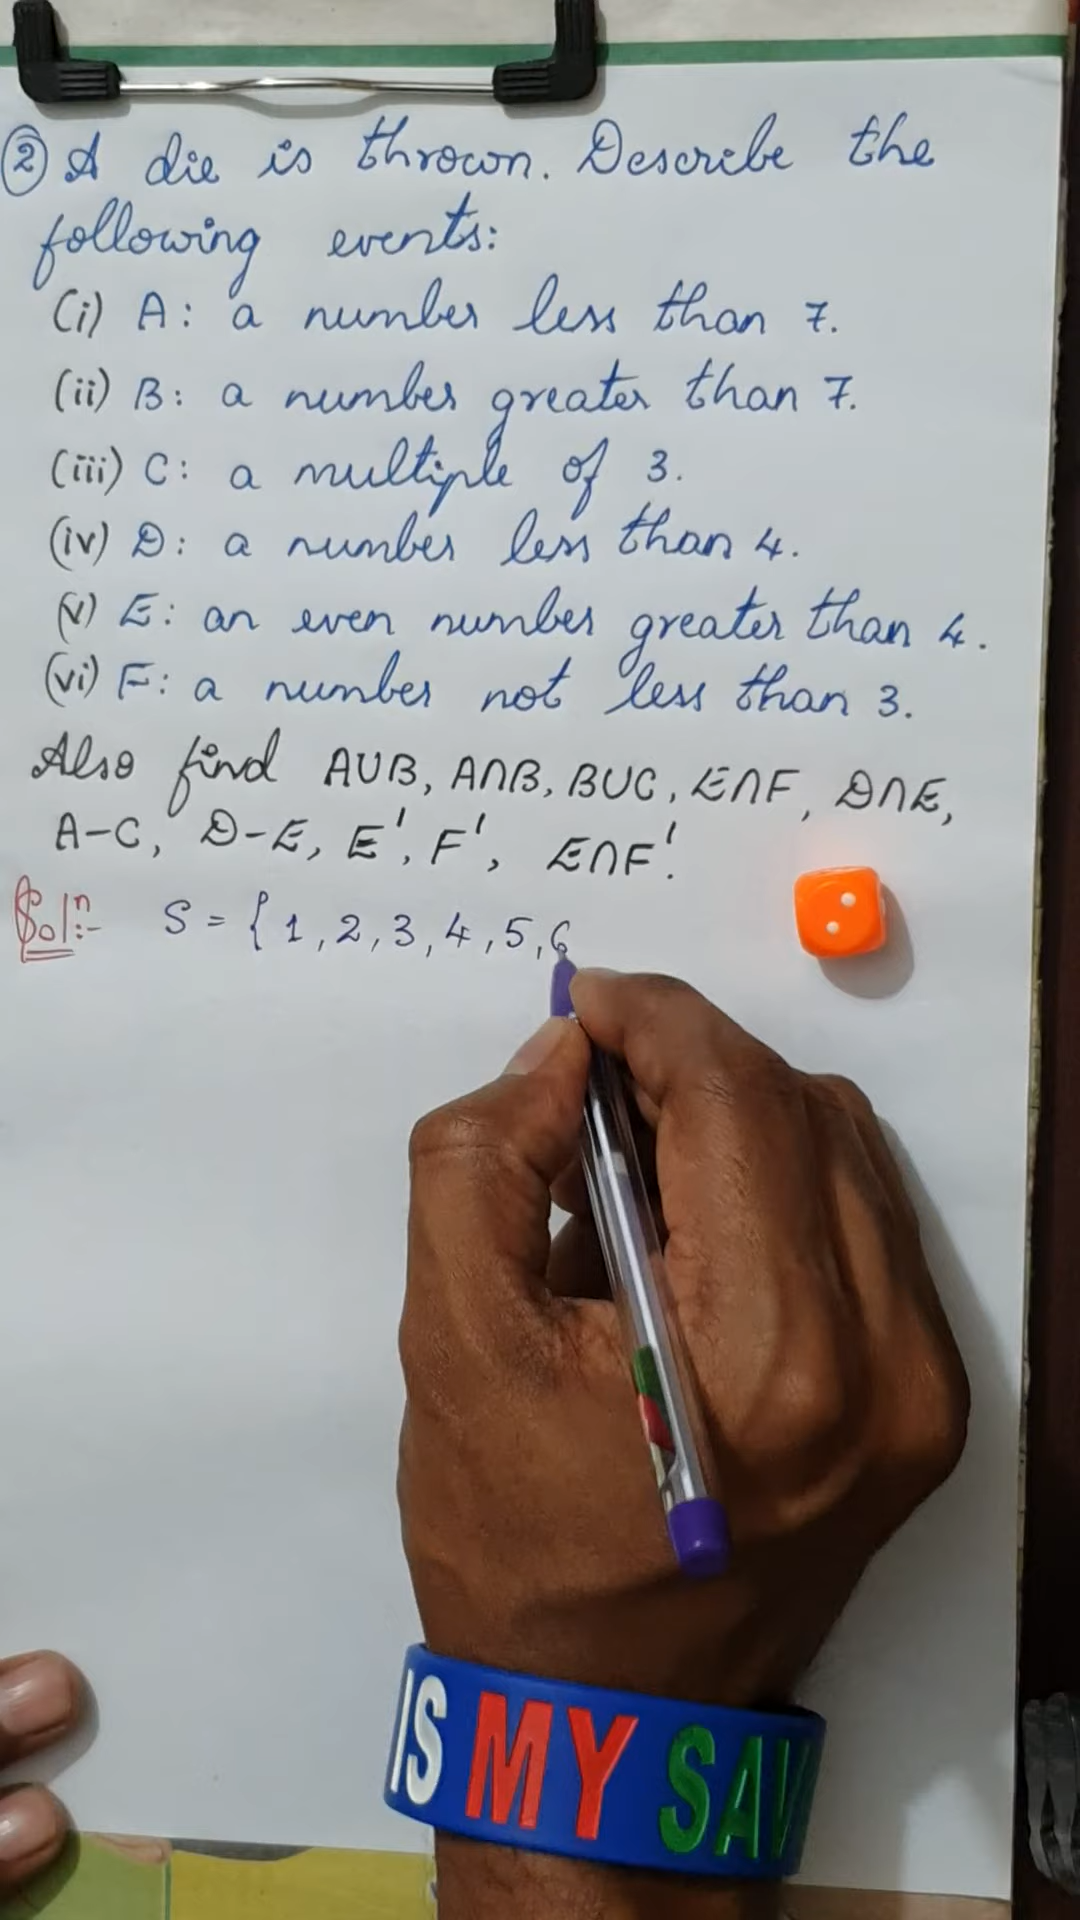 ② A die is thrown. Describe the
following events:
(i) A: a number less than 7.
(ii) B: a number greater than 7.
(iii) C: a multiple of 3.
(iv) D: a number less than 4.
(v) E: an even number greater than 4.
(vi) F: a number not less than 3.
Also find A∪B, A∩B, B∪C, E∩F, D∩E,
A-C, D-E, E', F', E∩F'.
Solⁿ:- S = { 1, 2, 3, 4, 5, 6
IS MY SAV